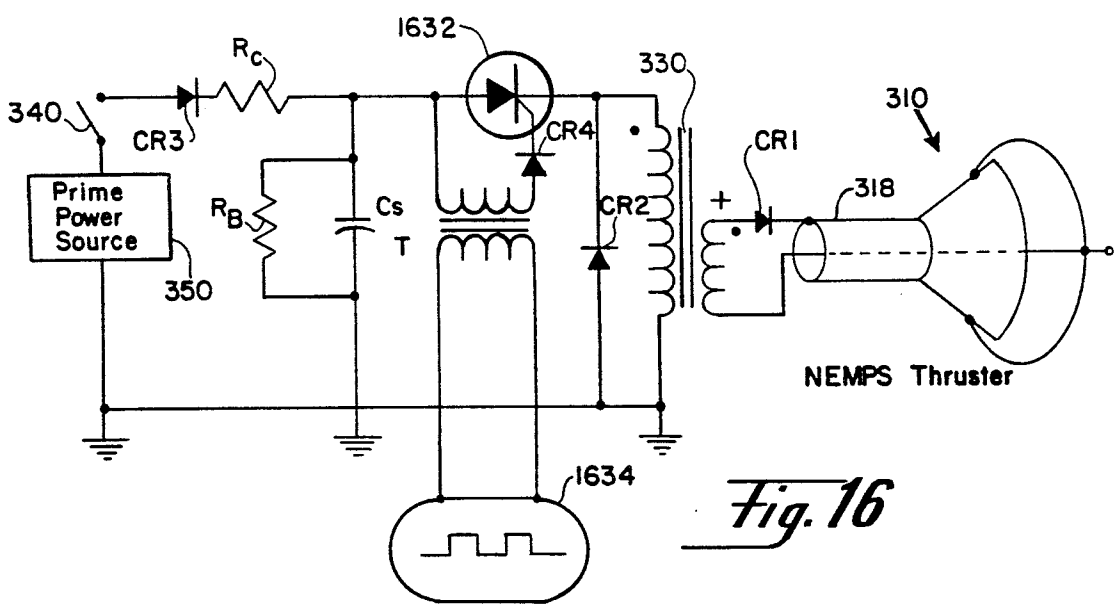 1632
Rc
330
340
310
CR3
CR4
CR1
318
Prime
Power
Source
RB
Cs
T
CR2
+
350
NEMPS Thruster
1634
Fig. 16